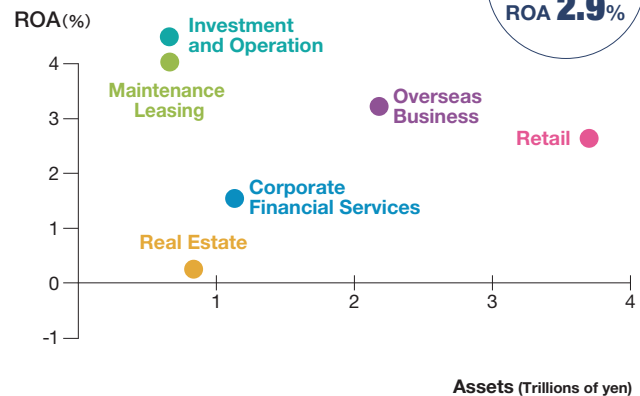 ROA(%)
ROA 2.9%
Investment
and Operation
4
Maintenance
Leasing
Overseas
Business
3
Retail
2
Corporate
Financial Services
1
Real Estate
0
1
2
3
4
-1
Assets (Trillions of yen)